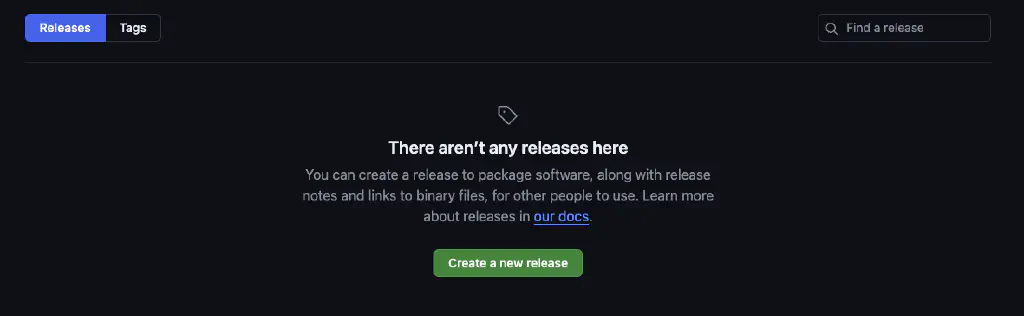 Releases Tags Find a release
There aren't any releases here
You can create a release to package software, along with release
notes and links to binary files, for other people to use. Learn more
about releases in our docs.
Create a new release